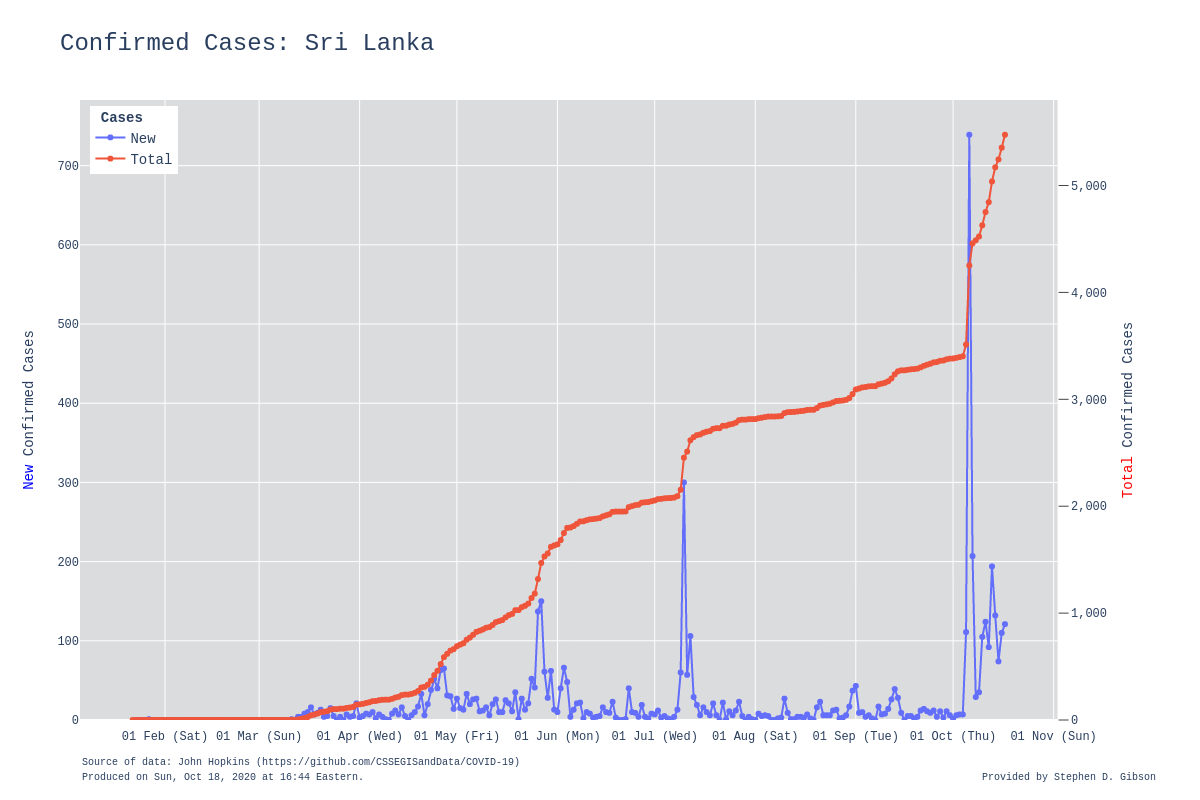 Confirmed Cases: Sri Lanka
Cases
New
Total
700
600
500
400
300
200
100
0
5,000
4,000
3,000
2,000
1,000
0
New Confirmed Cases
Total Confirmed Cases
01 Feb (Sat) 01 Mar (Sun) 01 Apr (Wed) 01 May (Fri) 01 Jun (Mon) 01 Jul (Wed) 01 Aug (Sat) 01 Sep (Tue) 01 Oct (Thu) 01 Nov (Sun)
Source of data: John Hopkins (https://github.com/CSSEGISandData/COVID-19)
Produced on Sun, Oct 18, 2020 at 16:44 Eastern.
Provided by Stephen D. Gibson